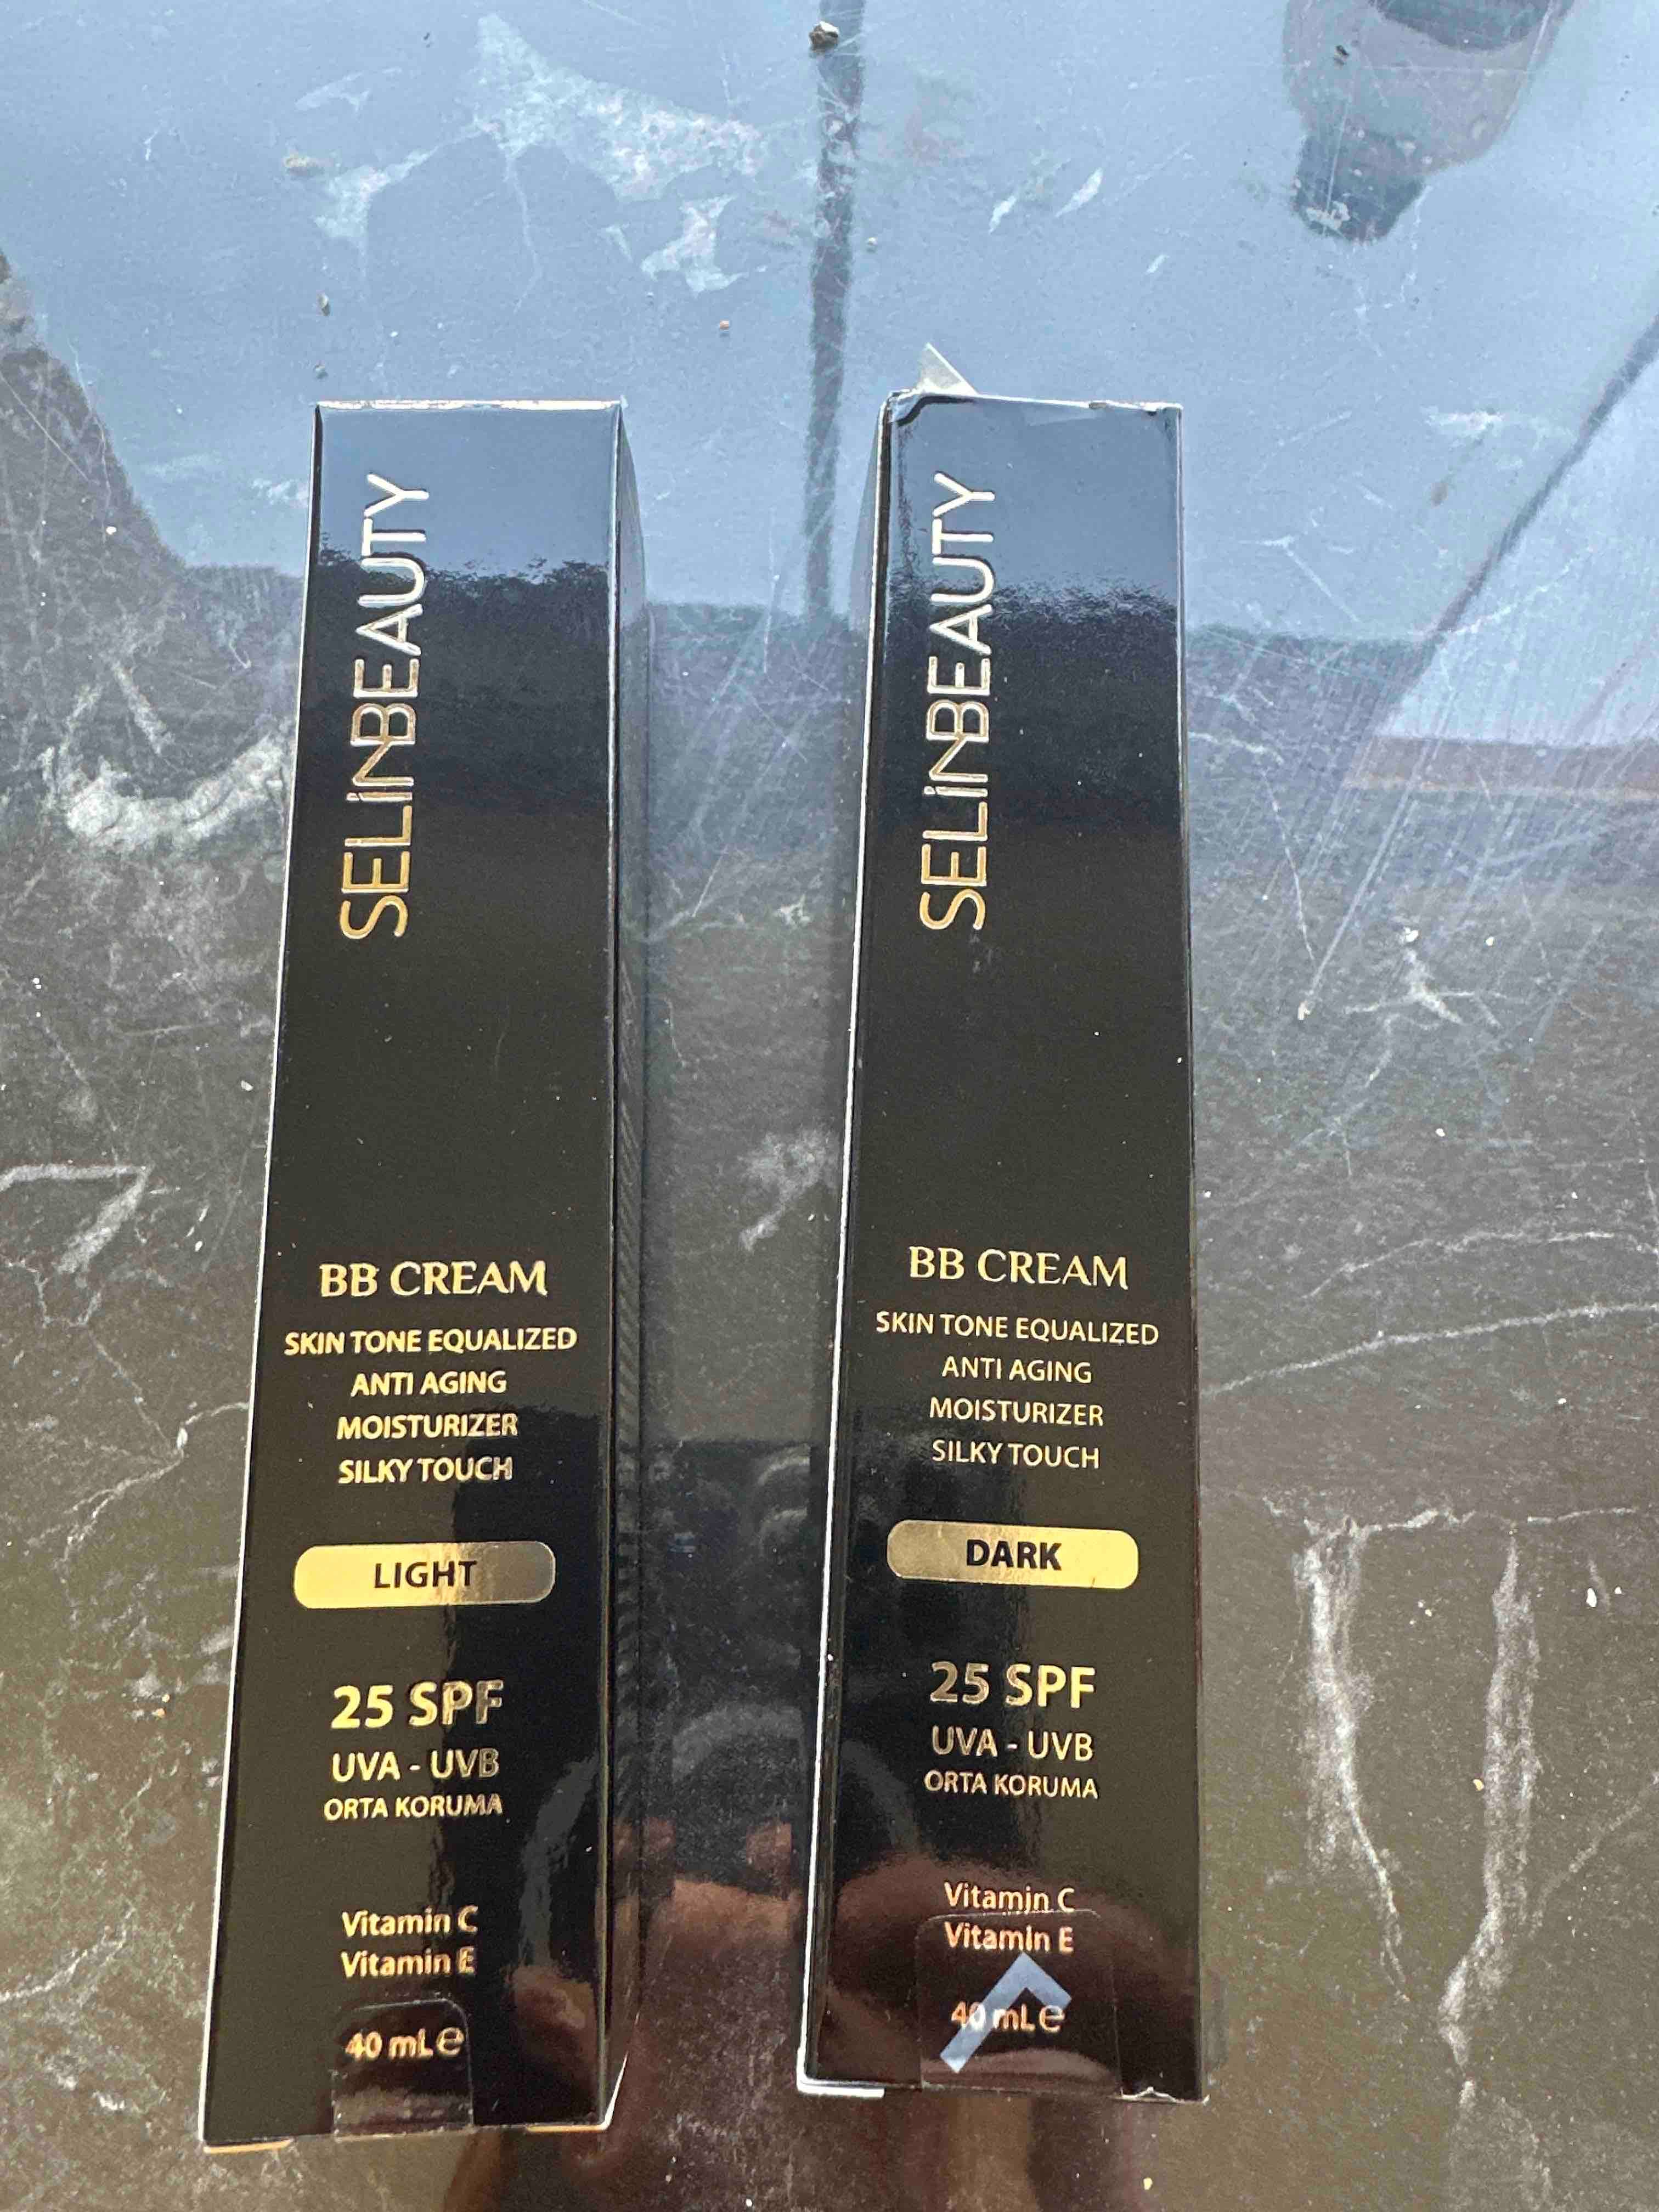 SELİNBEAUTY
BB CREAM
SKIN TONE EQUALIZED
ANTI AGING
MOISTURIZER
SILKY TOUCH
LIGHT
25 SPF
UVA - UVB
ORTA KORUMA
Vitamin C
Vitamin E
40 mL e
SELİNBEAUTY
BB CREAM
SKIN TONE EQUALIZED
ANTI AGING
MOISTURIZER
SILKY TOUCH
DARK
25 SPF
UVA - UVB
ORTA KORUMA
Vitamin C
Vitamin E
40 mL e